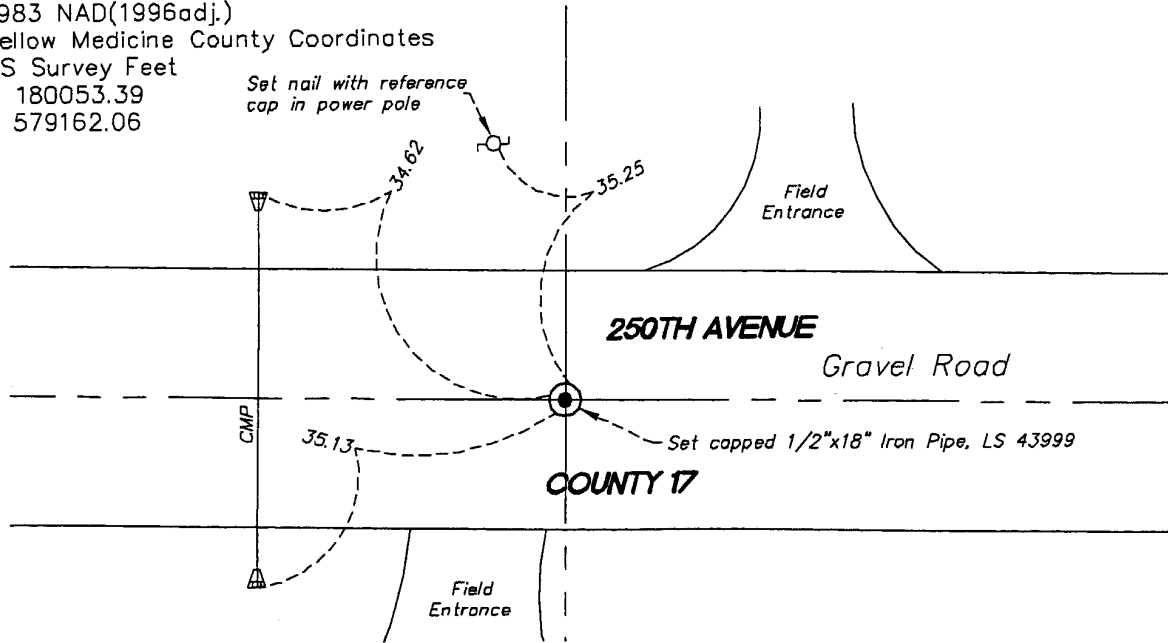 983 NAD(1996adj.)
ellow Medicine County Coordinates
S Survey Feet
180053.39
579162.06
Set nail with reference
cap in power pole
34.62
35.25
Field
Entrance
250TH AVENUE
Gravel Road
CMP
35.13
Set capped 1/2"x18" Iron Pipe, LS 43999
COUNTY 17
Field
Entrance